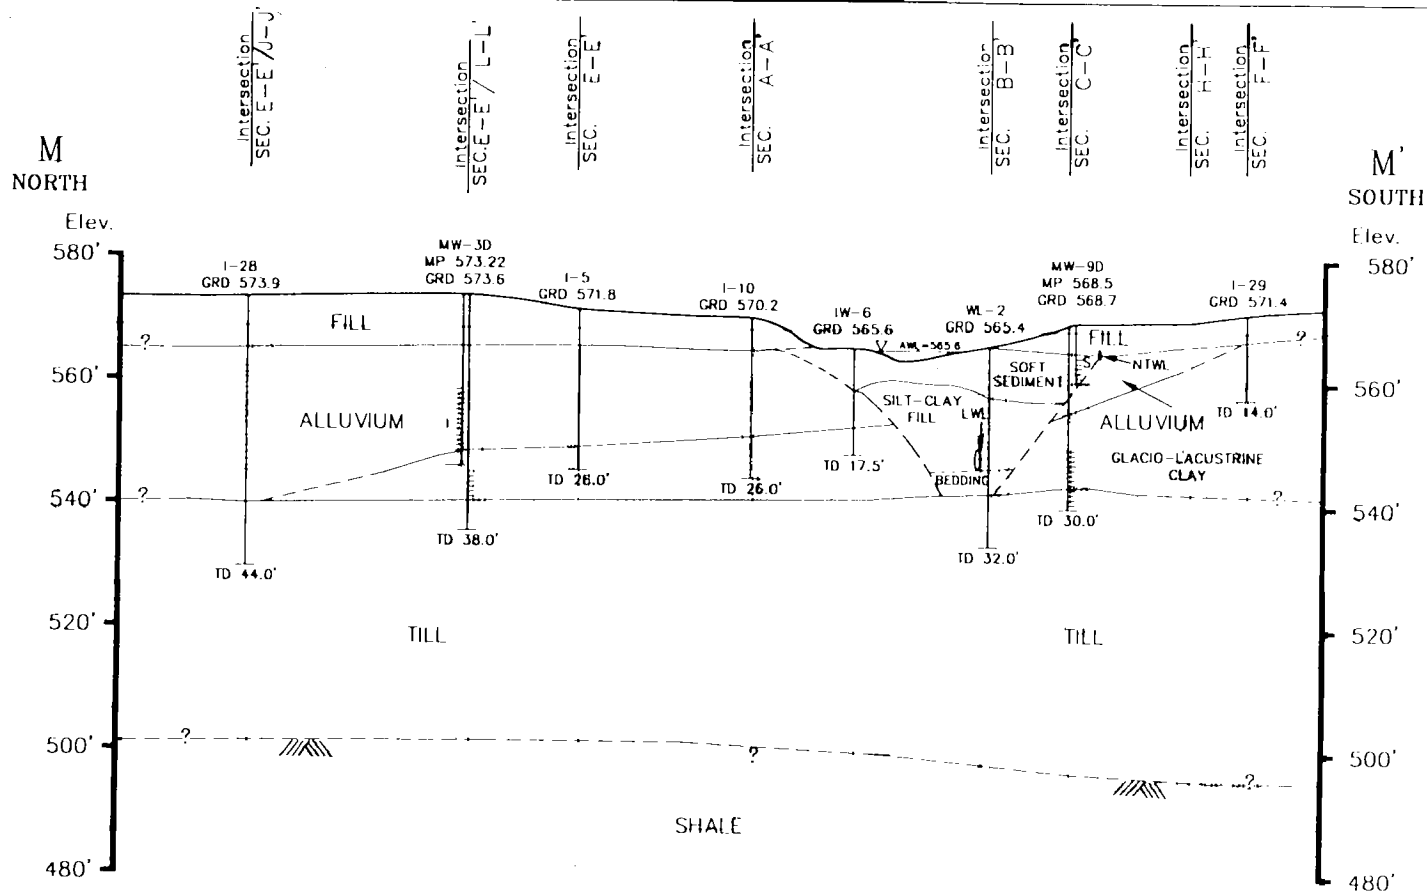 Intersection
SEC. E-E'/J-J'
Intersection
SEC.E-E'/ L-L'
Intersection
SEC. E-E'
Intersection
SEC. A-A'
Intersection
SEC. B-B'
Intersection
SEC. C-C'
Intersection
SEC. H-H'
Intersection
SEC. F-F'
M
NORTH
M'
SOUTH
Elev.
Elev.
580'
560'
540'
520'
500'
480'
580'
560'
540'
520'
500'
480'
I-28
GRD 573.9
MW-3D
MP 573.22
GRD 573.6
I-5
GRD 571.8
I-10
GRD 570.2
IW-6
GRD 565.6
AWL=565.6
WL-2
GRD 565.4
MW-9D
MP 568.5
GRD 568.7
I-29
GRD 571.4
FILL
FILL
?
?
NTWL
SOFT
SEDIMENT
SILT-CLAY
FILL
LWL
ALLUVIUM
ALLUVIUM
TD 14.0'
GLACIO-LACUSTRINE
CLAY
TD 17.5'
BEDDING
TD 26.0'
TD 26.0'
?
?
TD 30.0'
TD 38.0'
TD 32.0'
TD 44.0'
TILL
TILL
?
?
?
SHALE